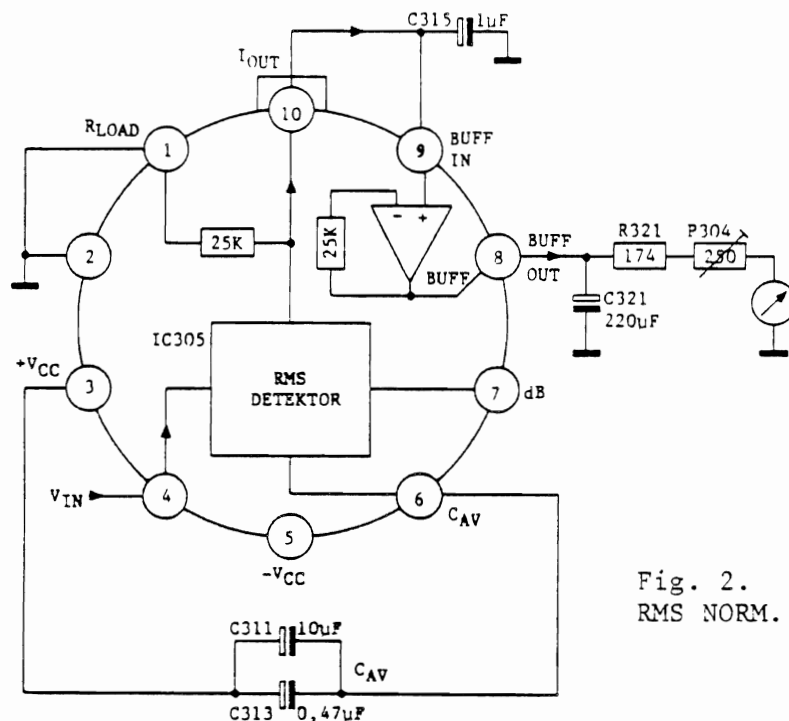 C315
1uF
IOUT
10
RLOAD
1
9
BUFF
IN
25K
- +
25K
BUFF
2
8
BUFF
OUT
R321
174
P304
250
C321
220uF
IC305
RMS
DETEKTOR
+VCC
3
7
dB
VIN
4
6
CAV
5
-VCC
Fig. 2.
RMS NORM.
C311
10uF
CAV
C313
0,47uF